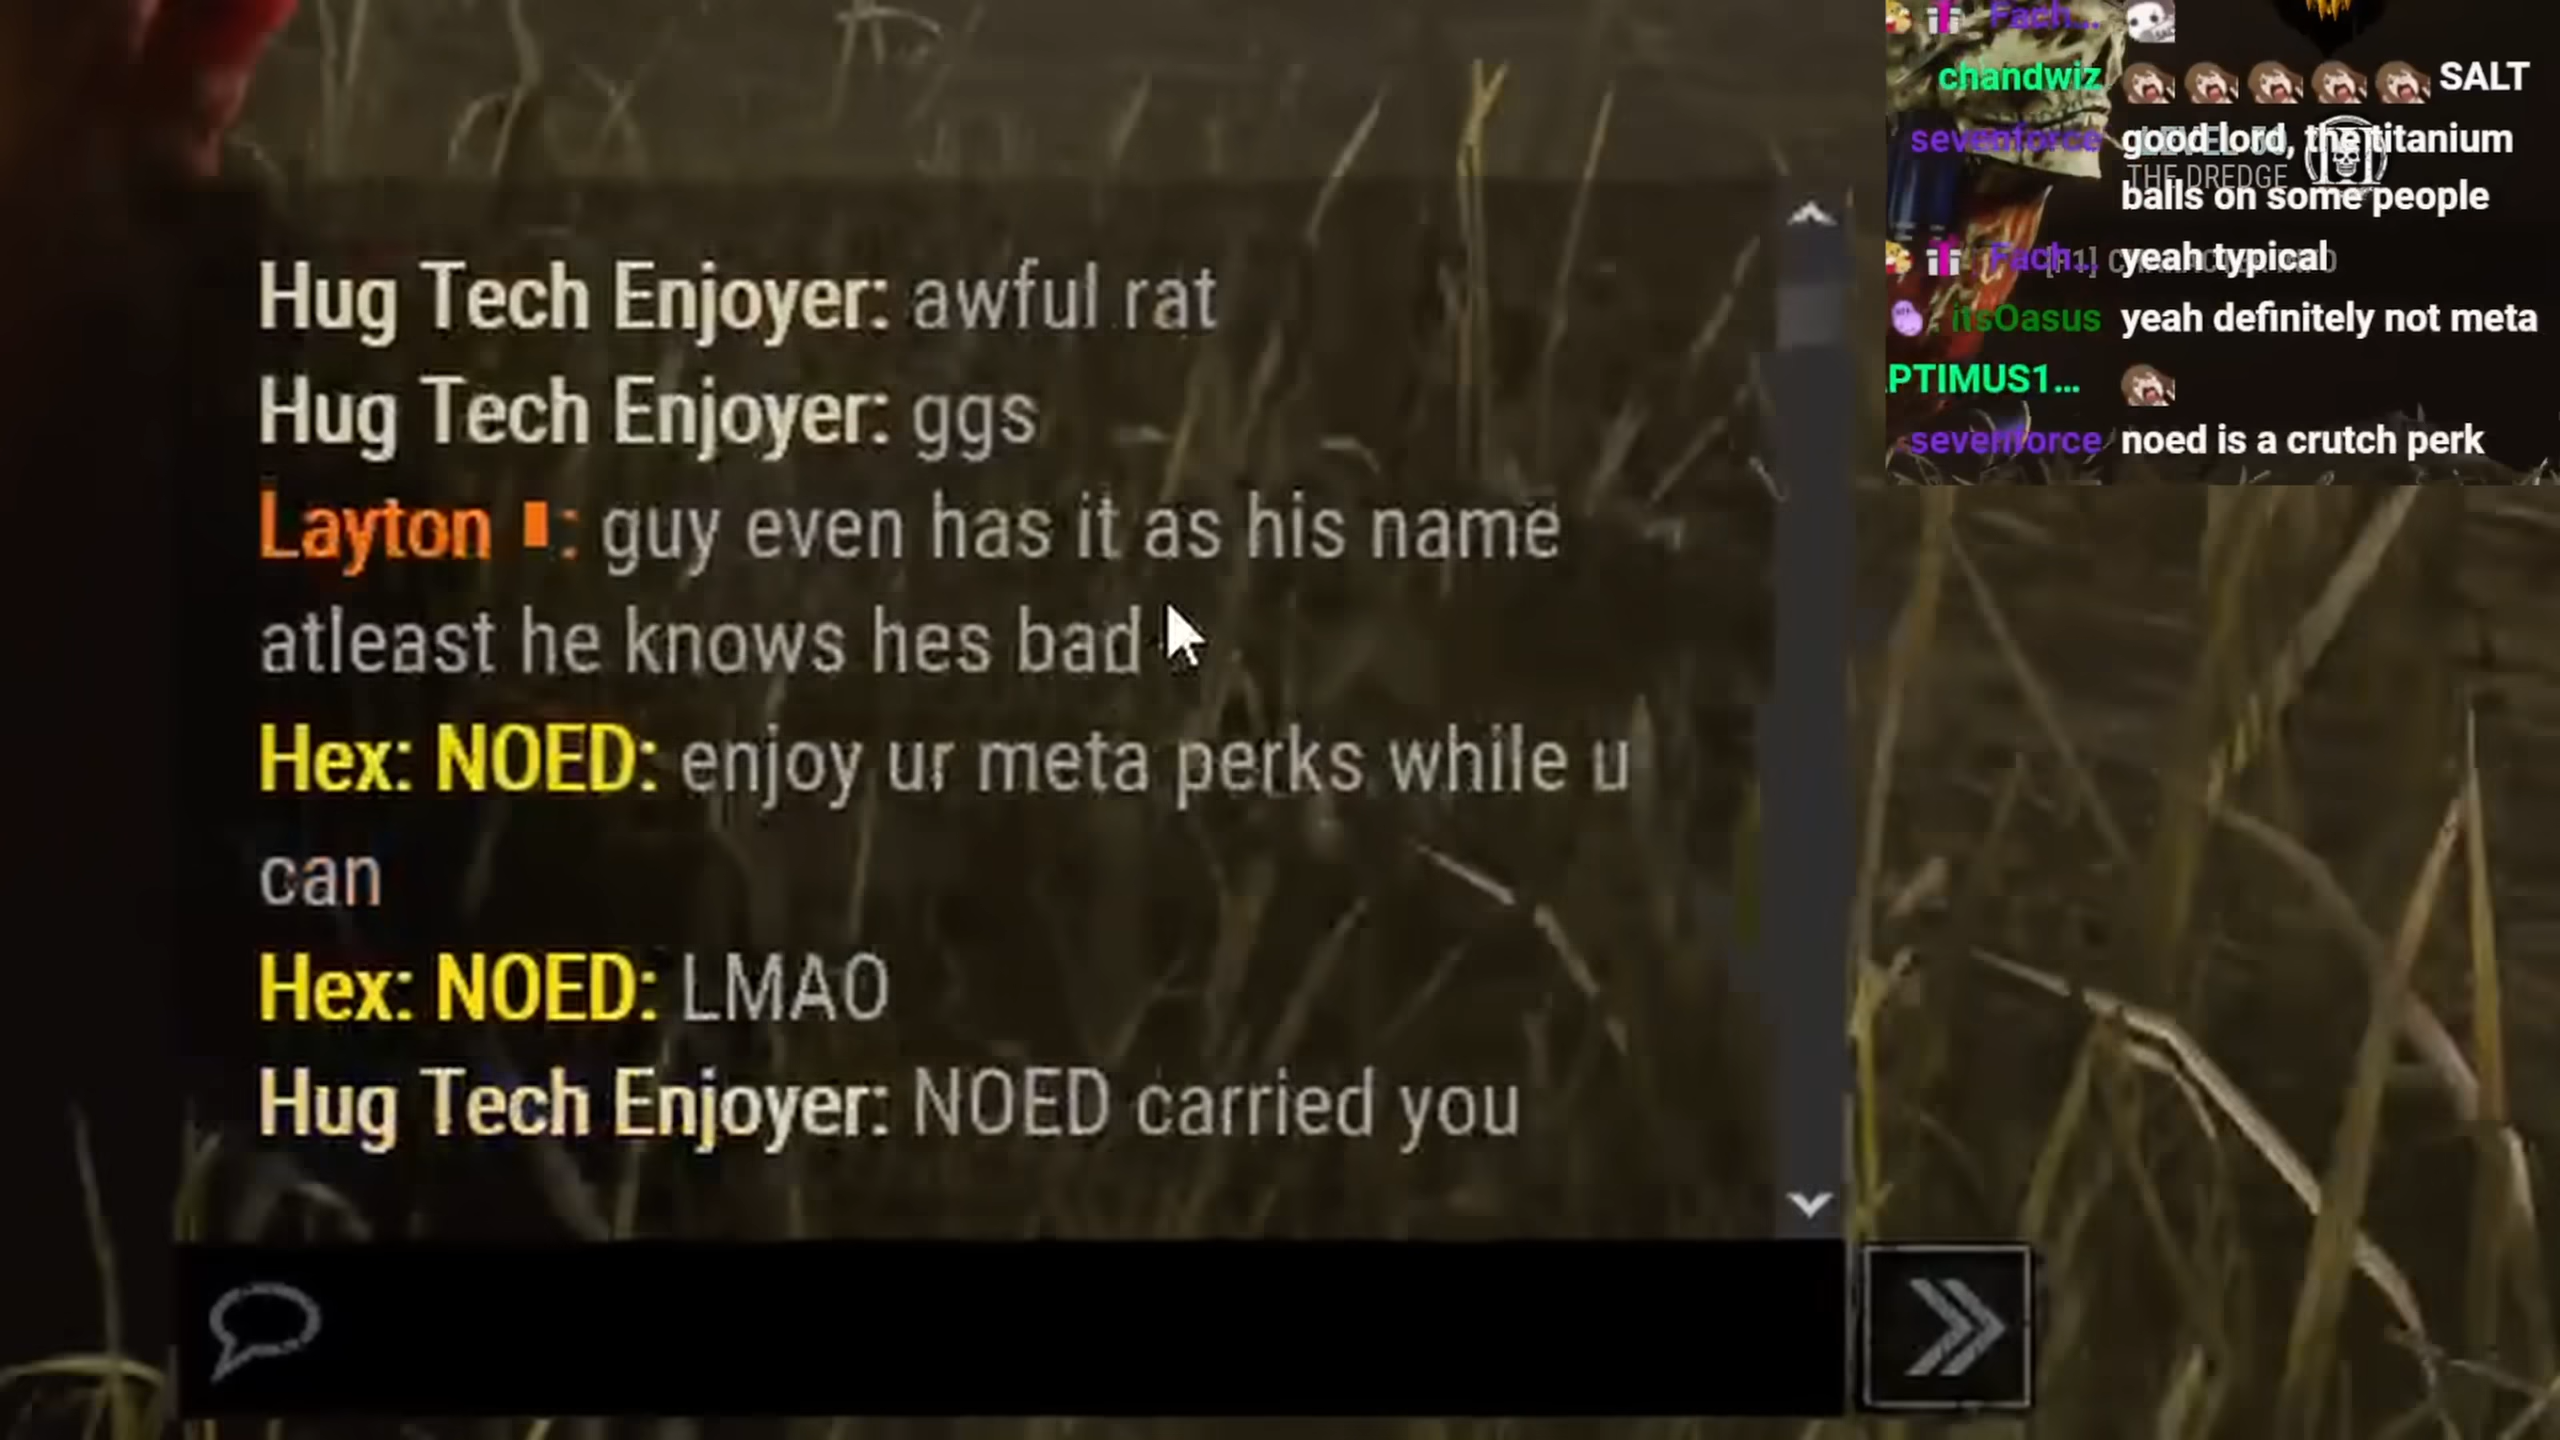 Hug Tech Enjoyer: awful rat
Hug Tech Enjoyer: ggs
Layton : guy even has it as his name
atleast he knows hes bad
Hex: NOED: enjoy ur meta perks while u
can
Hex: NOED: LMAO
Hug Tech Enjoyer: NOED carried you
Fach...
chandwiz SALT
sevenforce good lord, the titanium
balls on some people
THE DREDGE
Fach... yeah typical
itsOasus yeah definitely not meta
PTIMUS1...
sevenforce noed is a crutch perk